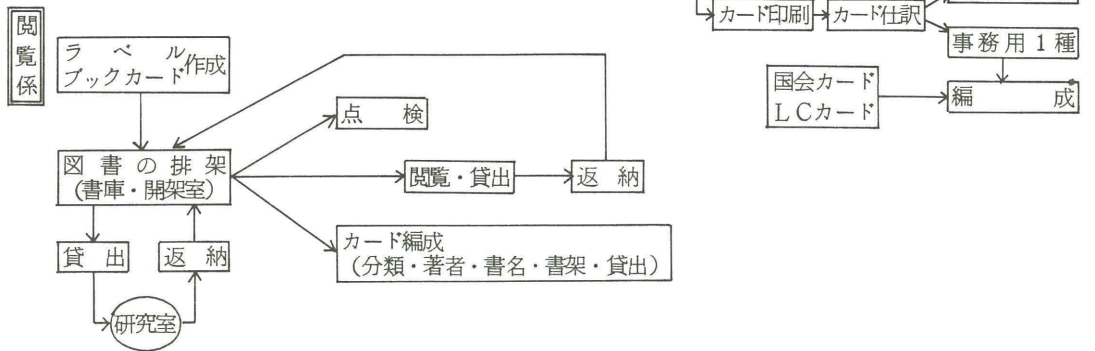 閲覧係
ラベル
ブックカード作成
点検
図書の排架
(書庫・開架室)
閲覧・貸出
返納
カード編成
(分類・著者・書名・書架・貸出)
貸出
返納
研究室
カード印刷
カード仕訳
事務用1種
国会カード
LCカード
編成